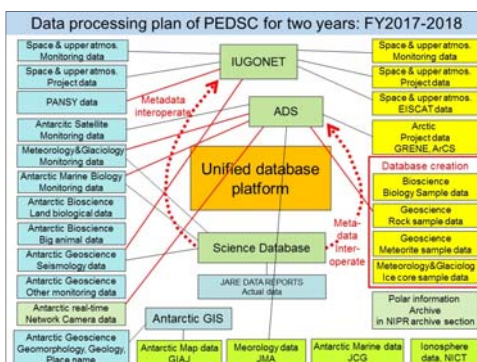 Data processing plan of PEDSC for two years: FY2017-2018
Space & upper atmos.
Monitoring data
Space & upper atmos.
Project data
PANSY data
Antarcitc Satellite
Monitoring data
Meteorology&Glaciology
Monitoring data
Antarctic Marine Biology
Monitoring data
Antarctic Bioscience
Land biological data
Antarctic Bioscience
Big animal data
Antarctic Geoscience
Seismology data
Antarctic Geoscience
Other monitoring data
Antarctic real-time
Network Camera data
Antarctic Geoscience
Geomorphology, Geology,
Place name
IUGONET
Metadata
interoperate
ADS
Unified database
platform
Meta-
data
Inter-
operate
Science Database
JARE DATA REPORTS
Actual data
Antarctic GIS
Antarctic Map data
GIAJ
Meorology data
JMA
Antarctic Marine data
JCG
Ionosphere
data, NICT
Space & upper atmos.
Monitoring data
Space & upper atmos.
Project data
Space & upper atmos.
EISCAT data
Arctic
Project data
GRENE, ArCS
Database creation
Bioscience
Biology Sample data
Geoscience
Rock sample data
Geoscience
Meteorite sample data
Meteorology&Glaciolog
Ice core sample data
Polar information
Archive
in NIPR archive section